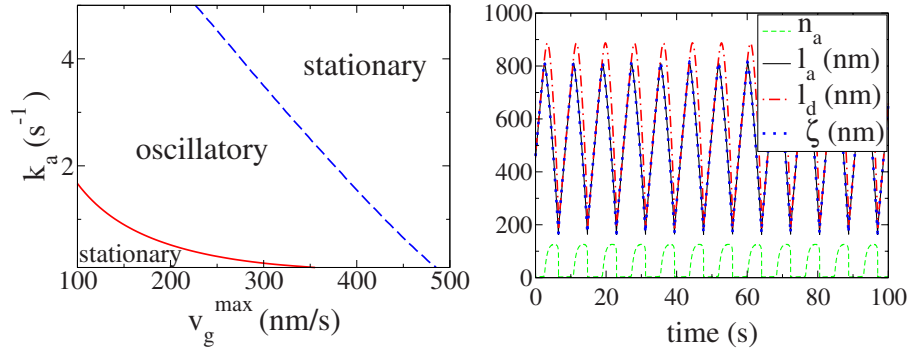 4
2
k_a (s^-1)
stationary
oscillatory
stationary
100 200 300 400 500
v_g^max (nm/s)
n_a
l_a (nm)
l_d (nm)
ζ (nm)
1000
800
600
400
200
0
0 20 40 60 80 100
time (s)